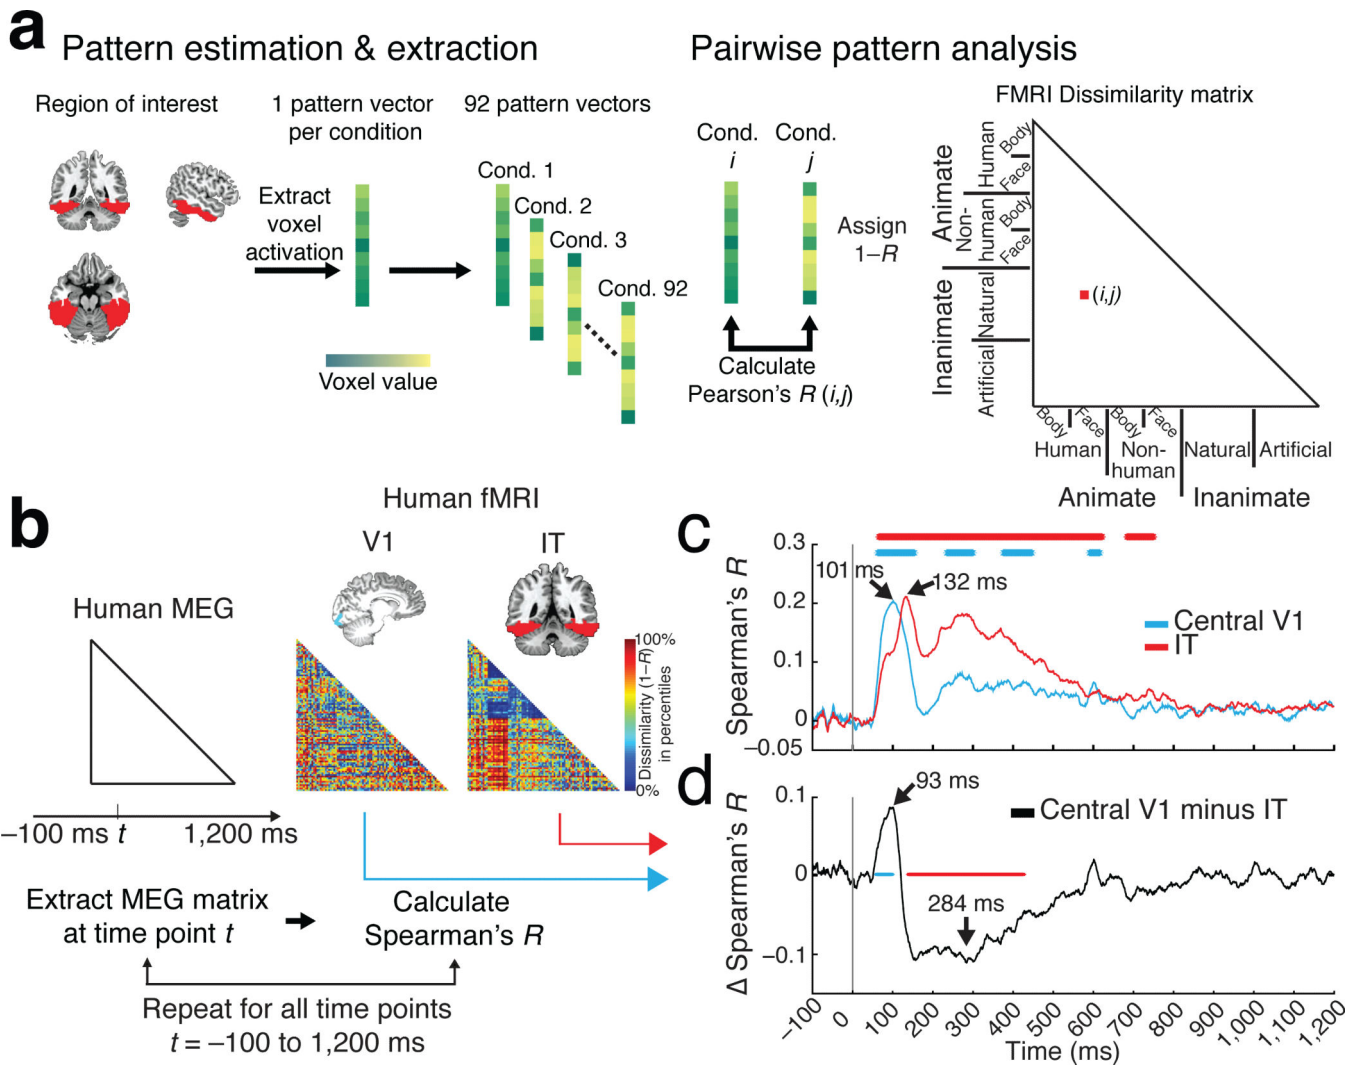 a
Pattern estimation & extraction
Region of interest
1 pattern vector
per condition
92 pattern vectors
Extract
voxel
activation
Cond. 1
Cond. 2
Cond. 3
Cond. 92
Voxel value
Pairwise pattern analysis
Cond.
i
Cond.
j
Assign
1–R
Calculate
Pearson's R (i,j)
FMRI Dissimilarity matrix
Animate
Human
Body
Face
Non-
human
Body
Face
Inanimate
Natural
Artificial
(i,j)
Body
Face
Body
Face
Human
Non-
human
Natural
Artificial
Animate
Inanimate
b
Human fMRI
V1
IT
Human MEG
100%
Dissimilarity (1–R)
in percentiles
0%
–100 ms
t
1,200 ms
Extract MEG matrix
at time point t
Calculate
Spearman's R
Repeat for all time points
t = –100 to 1,200 ms
c
Spearman's R
0.3
0.2
0.1
0
–0.05
101 ms
132 ms
Central V1
IT
d
Δ Spearman's R
0.1
0
–0.1
93 ms
284 ms
Central V1 minus IT
–100
0
100
200
300
400
500
600
700
800
900
1,000
1,100
1,200
Time (ms)